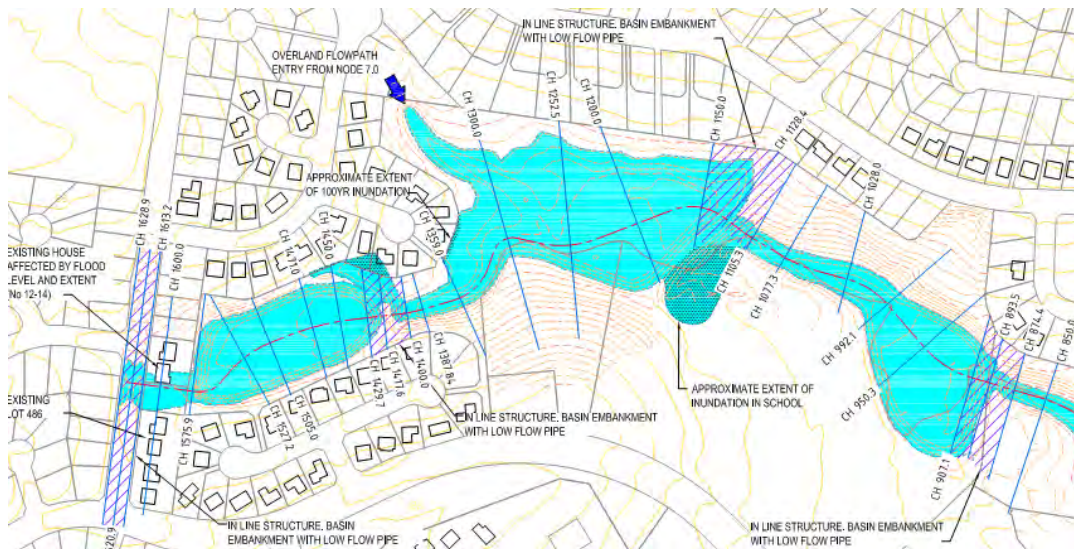 IN LINE STRUCTURE, BASIN EMBANKMENT
WITH LOW FLOW PIPE
OVERLAND FLOWPATH
ENTRY FROM NODE 7.0
CH 1300.0
CH 1252.5
CH 1200.0
CH 1150.0
CH 1128.4
CH 1028.0
APPROXIMATE EXTENT
OF 100YR INUNDATION
CH 1628.9
CH 1613.2
CH 1600.0
CH 1471.0
CH 1450.0
CH 1359.0
EXISTING HOUSE
AFFECTED BY FLOOD
LEVEL AND EXTENT
(No 12-14)
CH 1105.3
CH 1077.3
CH 992.1
CH 950.3
CH 893.5
CH 874.4
CH 850.0
CH 907.1
EXISTING
LOT 486
CH 1575.9
CH 1527.2
CH 1505.0
CH 1429.7
CH 1417.6
CH 1400.0
CH 1387.84
APPROXIMATE EXTENT OF
INUNDATION IN SCHOOL
IN LINE STRUCTURE, BASIN EMBANKMENT
WITH LOW FLOW PIPE
IN LINE STRUCTURE, BASIN
EMBANKMENT WITH LOW FLOW PIPE
IN LINE STRUCTURE, BASIN EMBANKMENT
WITH LOW FLOW PIPE